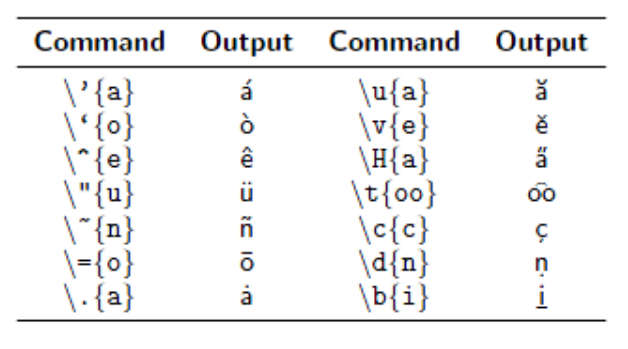 Command Output Command Output
\’{a} á \u{a} ă
\‘{o} ò \v{e} ě
\^{e} ê \H{a} a̋
\"{u} ü \t{oo} o͡o
\~{n} ñ \c{c} ç
\={o} ō \d{n} ṇ
\.{a} ȧ \b{i} i̱